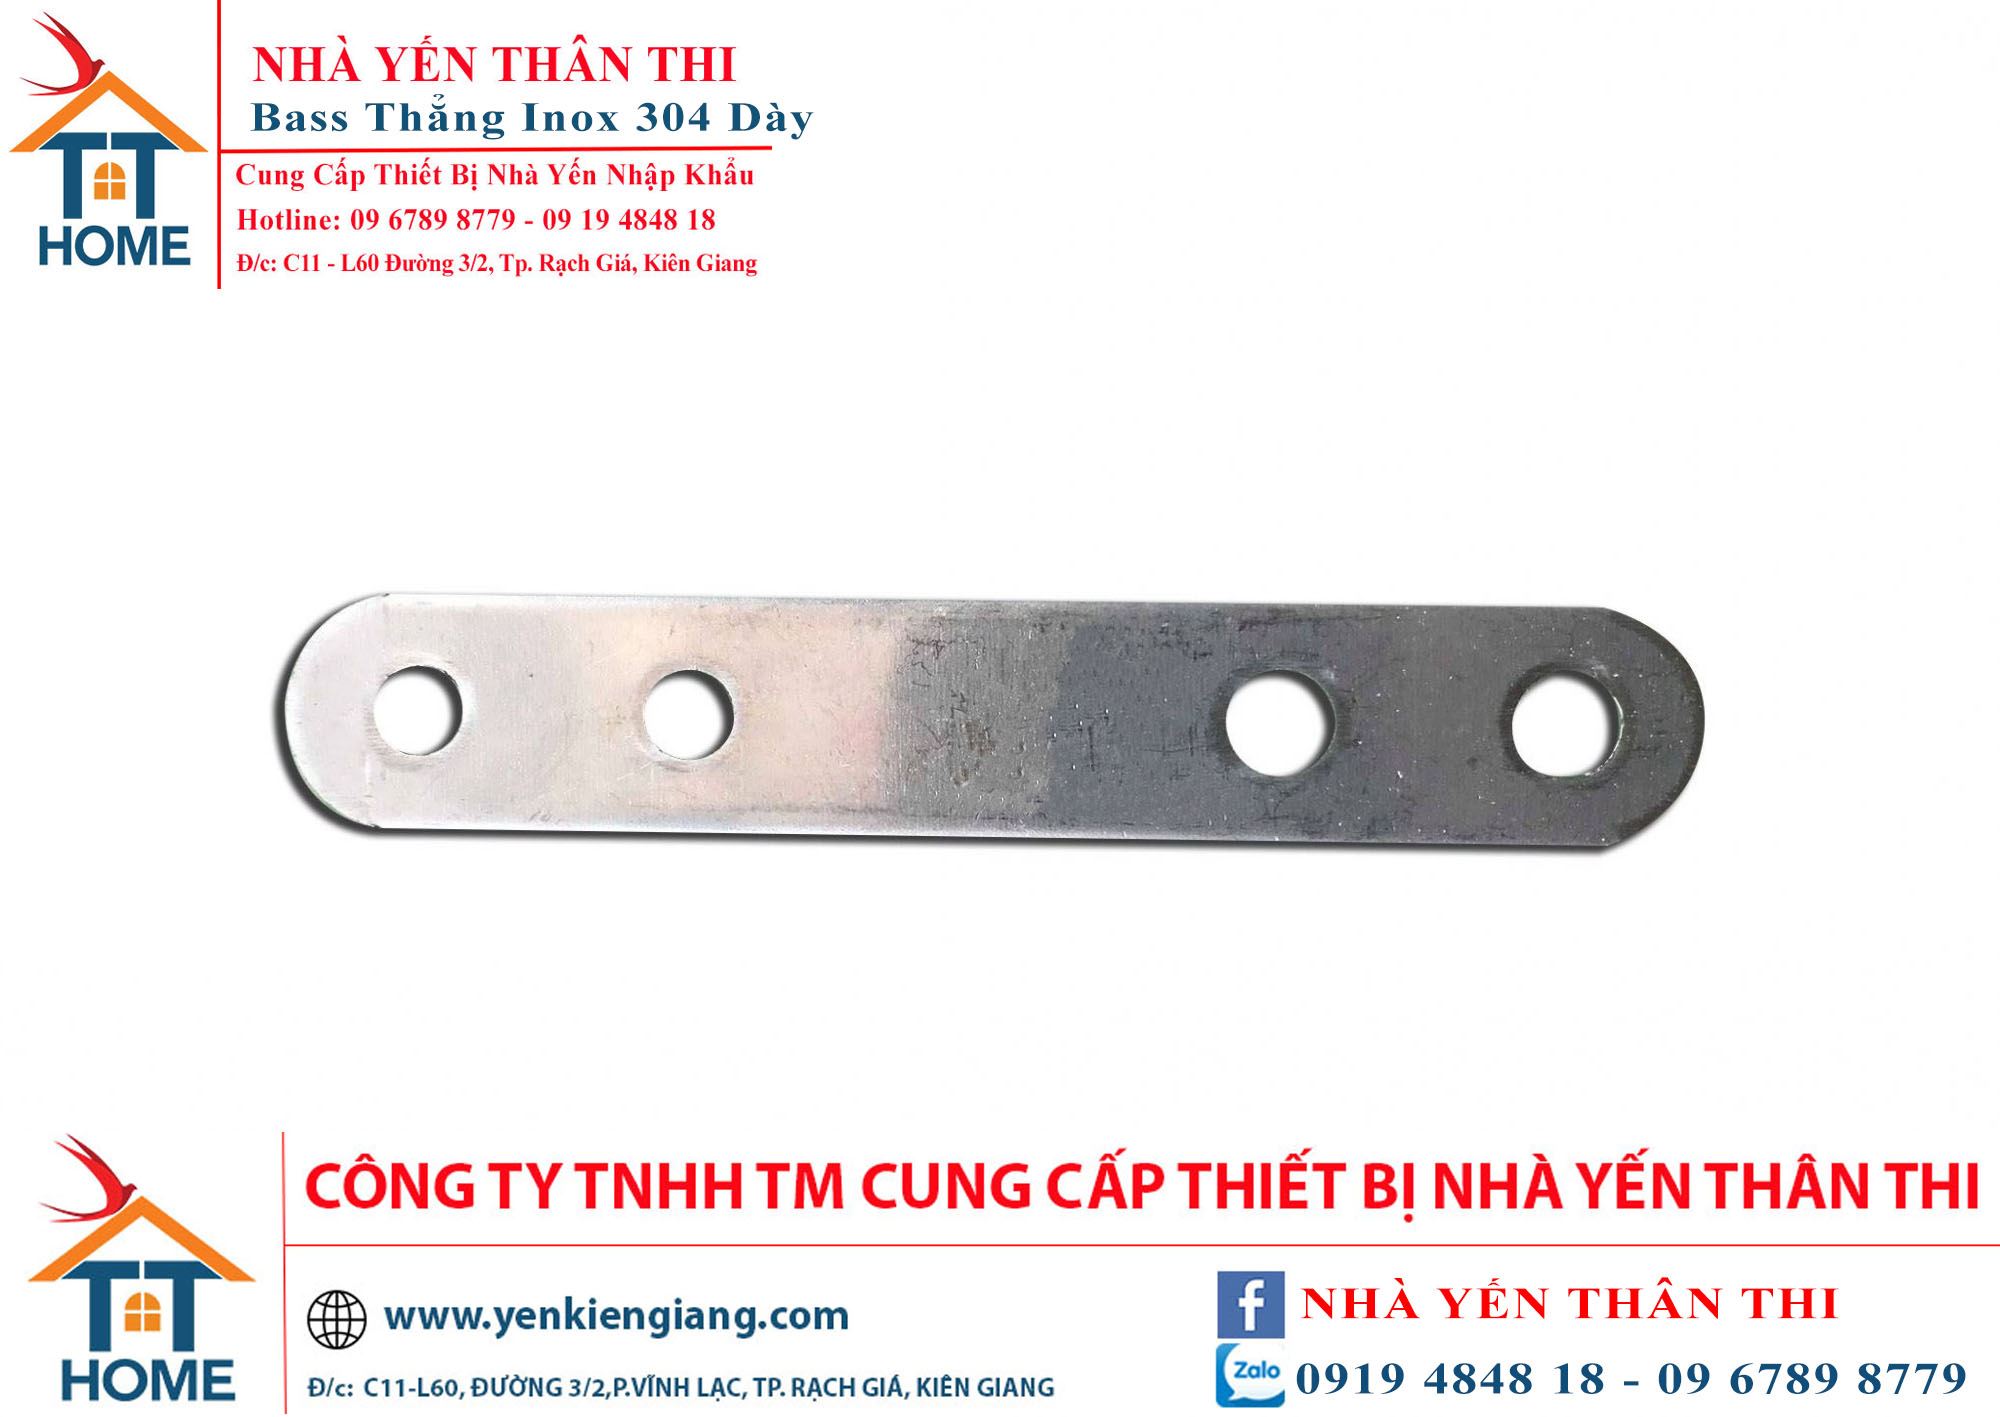 NHÀ YẾN THÂN THI
Bass Thẳng Inox 304 Dày
Cung Cấp Thiết Bị Nhà Yến Nhập Khẩu
Hotline: 09 6789 8779 - 09 19 4848 18
Đ/c: C11 - L60 Đường 3/2, Tp. Rạch Giá, Kiên Giang
TT
HOME
CÔNG TY TNHH TM CUNG CẤP THIẾT BỊ NHÀ YẾN THÂN THI
www.yenkiengiang.com
Đ/c: C11-L60, ĐƯỜNG 3/2,P.VĨNH LẠC, TP. RẠCH GIÁ, KIÊN GIANG
f NHÀ YẾN THÂN THI
Zalo 0919 4848 18 - 09 6789 8779
TT
HOME